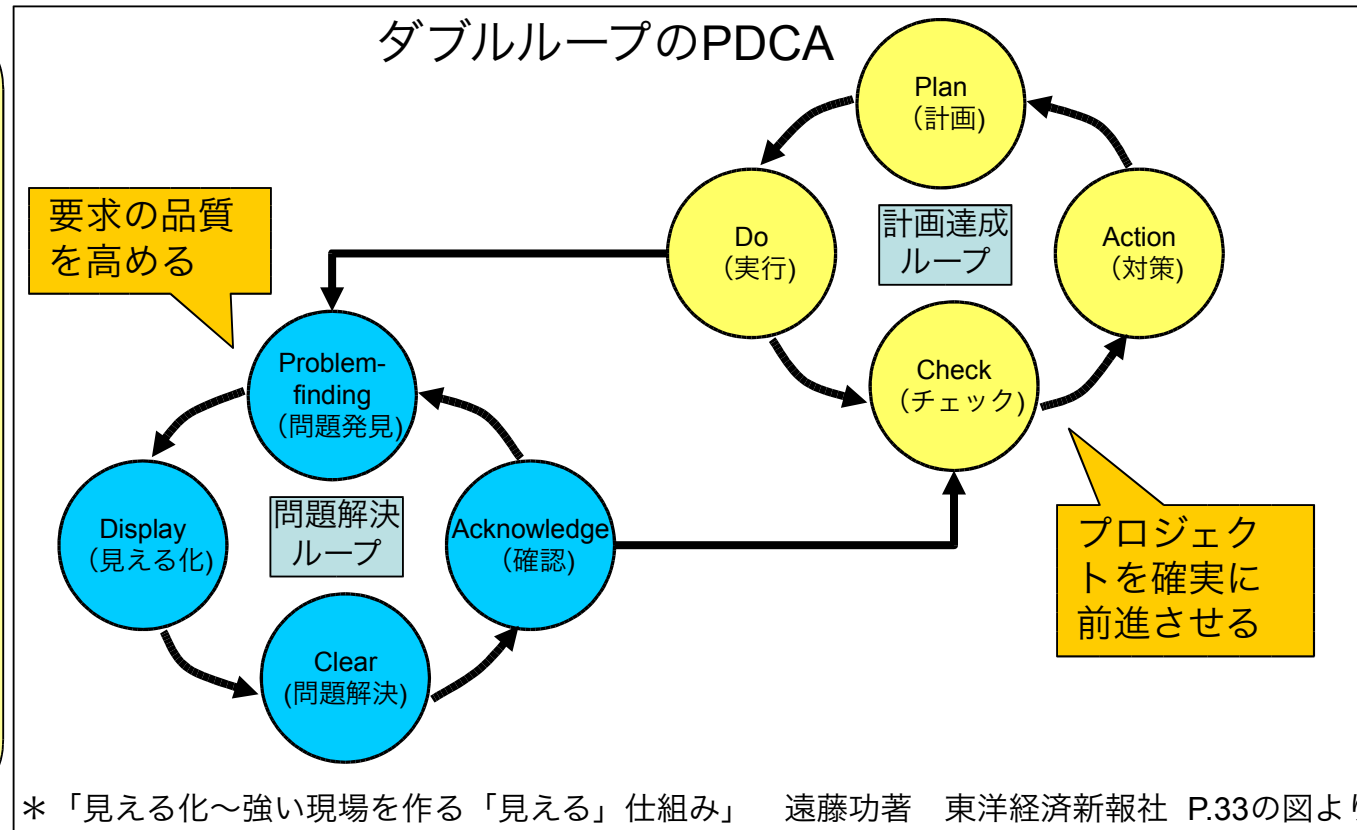 ダブルループのPDCA
Plan
（計画)
要求の品質
を高める
Do
（実行)
計画達成
ループ
Action
（対策)
Problem-
finding
（問題発見)
Check
（チェック)
Display
（見える化)
問題解決
ループ
Acknowledge
（確認)
プロジェク
トを確実に
前進させる
Clear
(問題解決)
＊「見える化～強い現場を作る「見える」仕組み」　遠藤功著　東洋経済新報社 P.33の図より